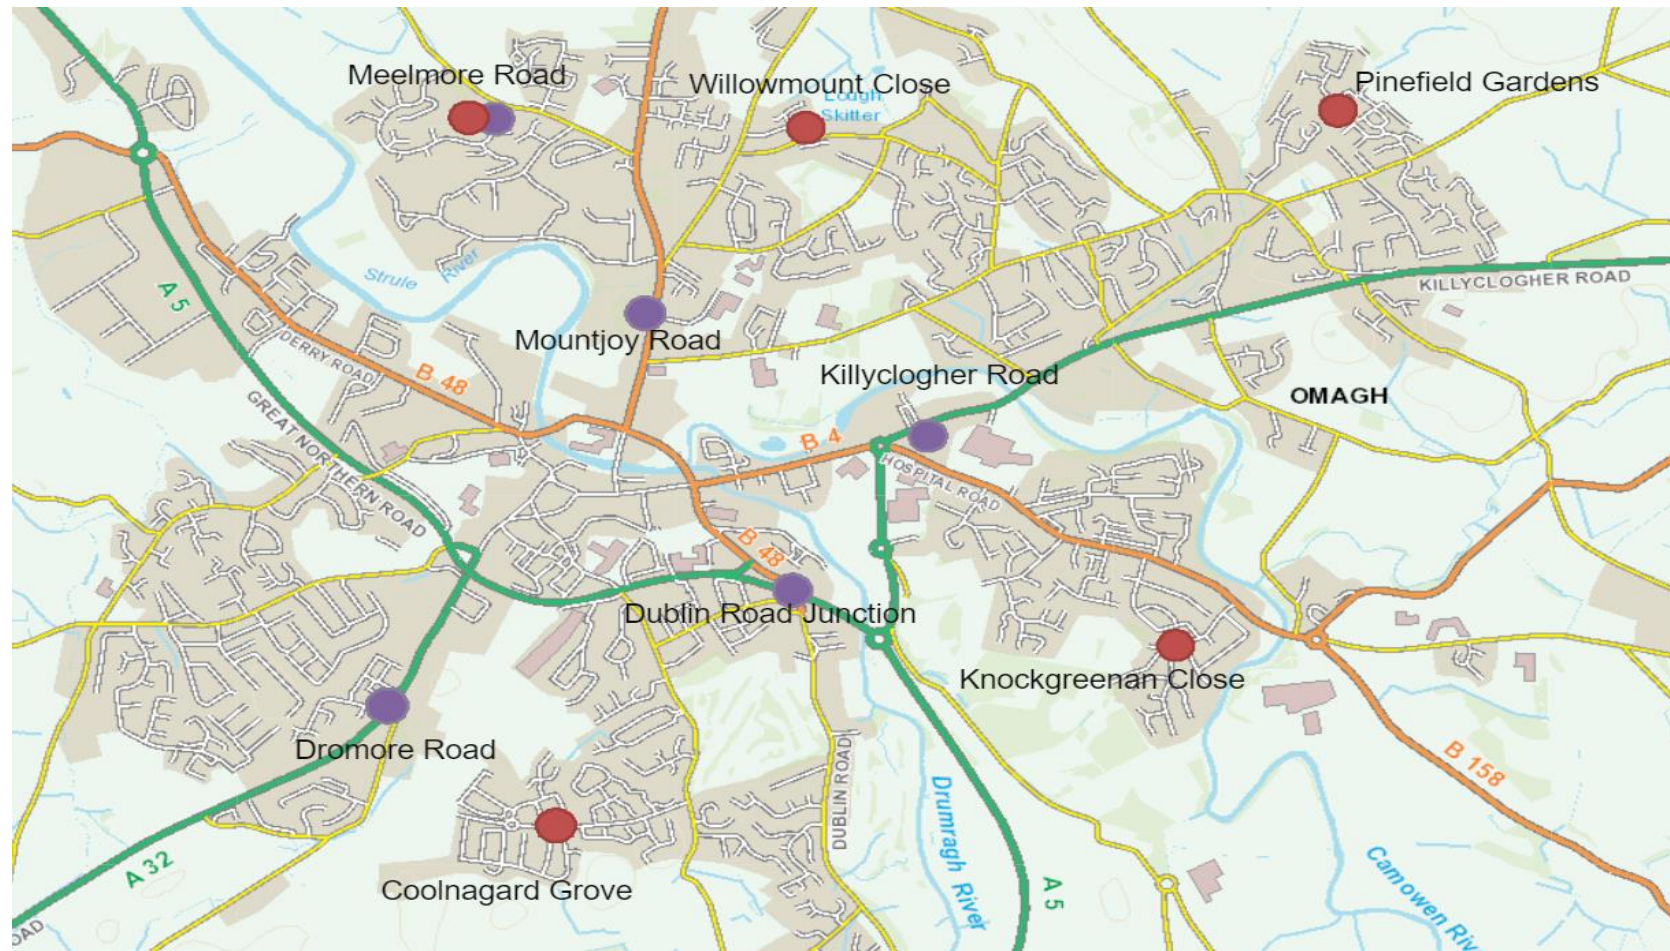 Meelmore Road
Willowmount Close
Pinefield Gardens
Lough
Skitter
Strule River
A 5
KILLYCLOGHER ROAD
Mountjoy Road
DERRY ROAD
B 48
Killyclogher Road
OMAGH
GREAT NORTHERN ROAD
B 4
HOSPITAL ROAD
B 48
Dublin Road Junction
Knockgreenan Close
Dromore Road
DUBLIN ROAD
Drumragh River
B 158
A 32
Coolnagard Grove
A 5
Camowen Riv
OAD